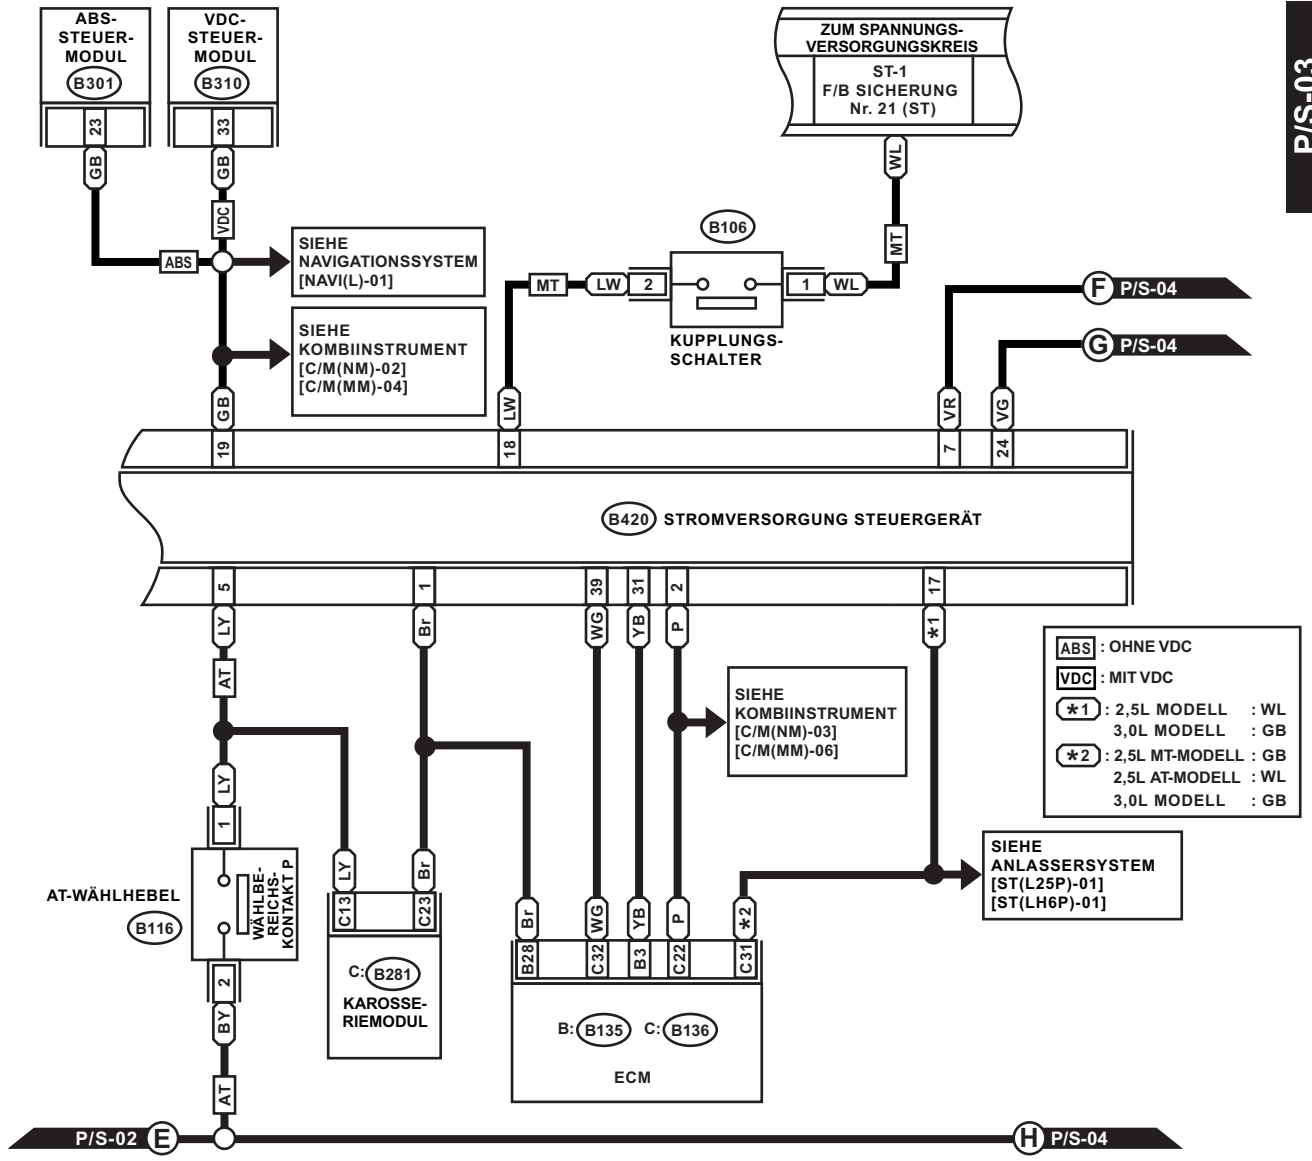 ABS-
STEUER-
MODUL
B301
23
GB
VDC-
STEUER-
MODUL
B310
33
GB
VDC
ABS
SIEHE
NAVIGATIONSSYSTEM
[NAVI(L)-01]
SIEHE
KOMBIINSTRUMENT
[C/M(NM)-02]
[C/M(MM)-04]
ZUM SPANNUNGS-
VERSORGUNGSKREIS
ST-1
F/B SICHERUNG
Nr. 21 (ST)
WL
MT
B106
MT
LW
2
1
WL
KUPPLUNGS-
SCHALTER
P/S-03
F P/S-04
G P/S-04
GB
LW
VR
VG
19
18
7
24
B420 STROMVERSORGUNG STEUERGERÄT
5
1
39
31
2
17
LY
Br
WG
YB
P
*1
AT
SIEHE
KOMBIINSTRUMENT
[C/M(NM)-03]
[C/M(MM)-06]
ABS : OHNE VDC
VDC : MIT VDC
*1 : 2,5L MODELL : WL
3,0L MODELL : GB
*2 : 2,5L MT-MODELL : GB
2,5L AT-MODELL : WL
3,0L MODELL : GB
SIEHE
ANLASSERSYSTEM
[ST(L25P)-01]
[ST(LH6P)-01]
LY
1
AT-WÄHLHEBEL
B116
WÄHLBE-
REICHS-
KONTAKT P
2
BY
AT
LY
Br
C13
C23
C: B281
KAROSSE-
RIEMODUL
Br
WG
YB
P
*2
B28
C32
B3
C22
C31
B: B135 C: B136
ECM
P/S-02 E
H P/S-04